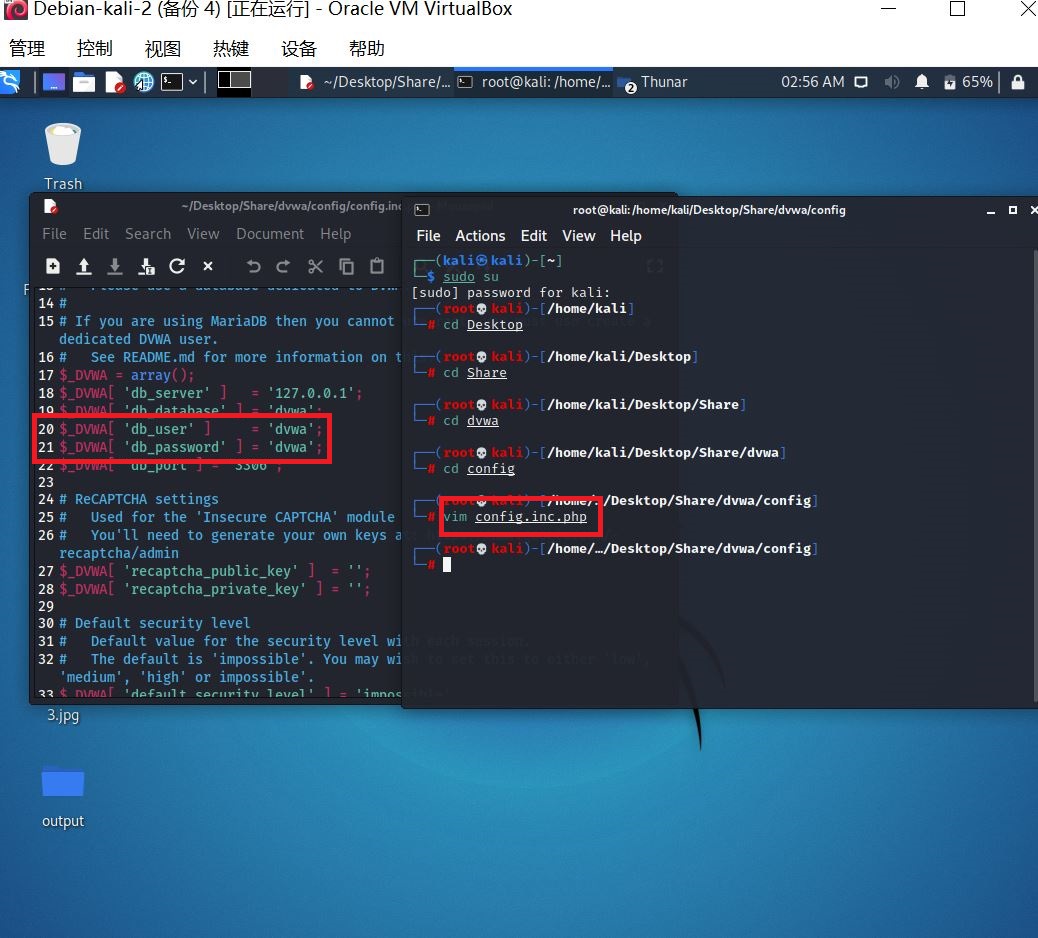 Debian-kali-2 (备份 4) [正在运行] - Oracle VM VirtualBox
管理 控制 视图 热键 设备 帮助
~/Desktop/Share/... root@kali: /home/... 2 Thunar 02:56 AM 65%
Trash
~/Desktop/Share/dvwa/config/config.inc
File Edit Search View Document Help
14 #
15 # If you are using MariaDB then you cannot
dedicated DVWA user.
16 #   See README.md for more information on t
17 $_DVWA = array();
18 $_DVWA[ 'db_server' ]   = '127.0.0.1';
19 $_DVWA[ 'db_database' ] = 'dvwa';
20 $_DVWA[ 'db_user' ]     = 'dvwa';
21 $_DVWA[ 'db_password' ] = 'dvwa';
22 $_DVWA[ 'db_port' ] = '3306';
23
24 # ReCAPTCHA settings
25 #   Used for the 'Insecure CAPTCHA' module
26 #   You'll need to generate your own keys at:
recaptcha/admin
27 $_DVWA[ 'recaptcha_public_key' ]  = '';
28 $_DVWA[ 'recaptcha_private_key' ] = '';
29
30 # Default security level
31 #   Default value for the security level with each session.
32 #   The default is 'impossible'. You may wish to set this to either 'low',
'medium', 'high' or impossible'.
33 $_DVWA[ 'default_security_level' ] = 'impossible'
root@kali: /home/kali/Desktop/Share/dvwa/config
File Actions Edit View Help
(kali㉿kali)-[~]
$ sudo su
[sudo] password for kali:
(root💀kali)-[/home/kali]
# cd Desktop
(root💀kali)-[/home/kali/Desktop]
# cd Share
(root💀kali)-[/home/kali/Desktop/Share]
# cd dvwa
(root💀kali)-[/home/kali/Desktop/Share/dvwa]
# cd config
(root💀kali)-[/home/…/Desktop/Share/dvwa/config]
# vim config.inc.php
(root💀kali)-[/home/…/Desktop/Share/dvwa/config]
#
3.jpg
output